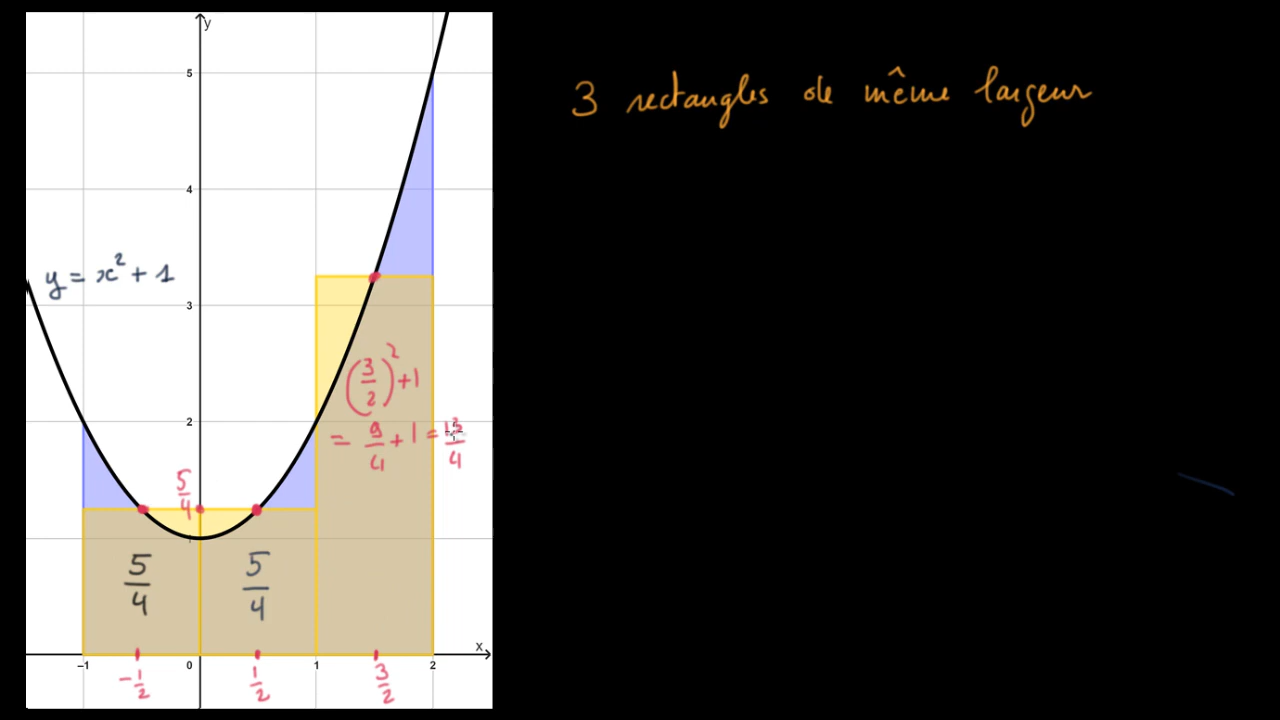 3 rectangles de même largeur
y
5
4
y = x² + 1
3
(3/2)² + 1
2
= 9/4 + 1 = 13/4
5/4
5/4 5/4
x
−1 0 1 2
-1/2 1/2 3/2